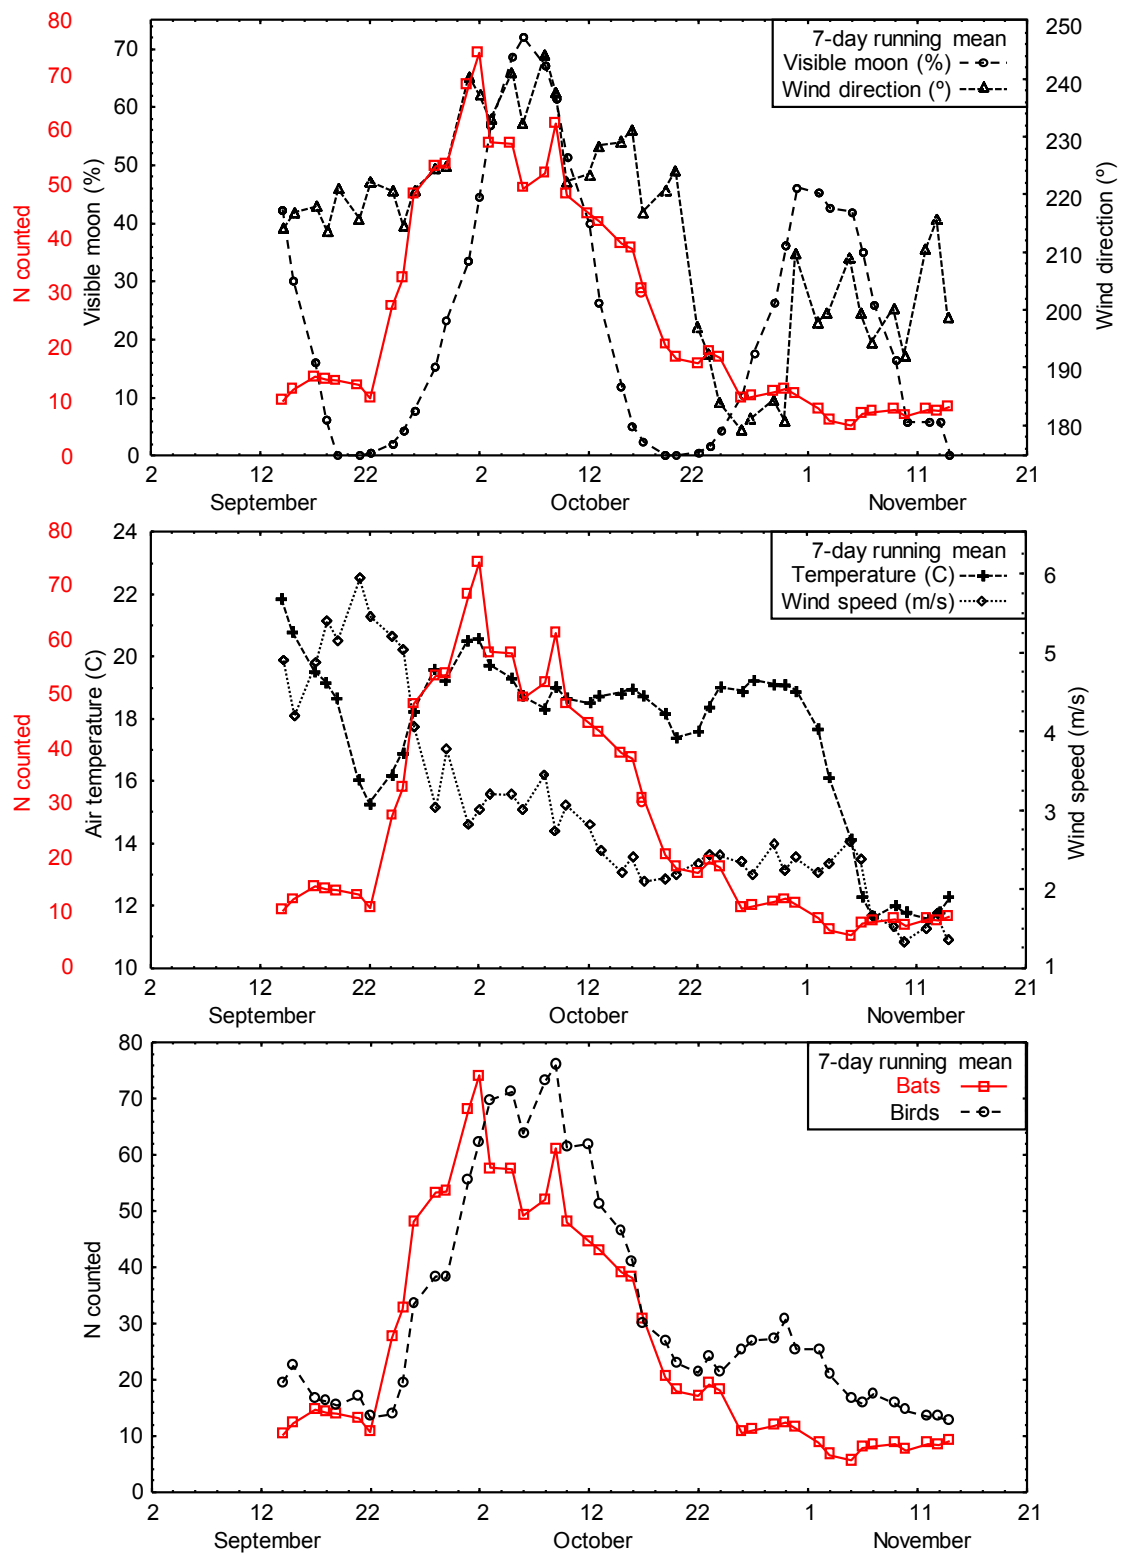 7-day running mean
Visible moon (%)
Wind direction (º)
N counted
80
70
60
50
40
30
20
10
0
Visible moon (%)
70
60
50
40
30
20
10
0
Wind direction (º)
250
240
230
220
210
200
190
180
2 12 22 2 12 22 1 11 21
September October November
7-day running mean
Temperature (C)
Wind speed (m/s)
N counted
80
70
60
50
40
30
20
10
0
Air temperature (C)
24
22
20
18
16
14
12
10
Wind speed (m/s)
6
5
4
3
2
1
2 12 22 2 12 22 1 11 21
September October November
7-day running mean
Bats
Birds
N counted
80
70
60
50
40
30
20
10
0
2 12 22 2 12 22 1 11 21
September October November